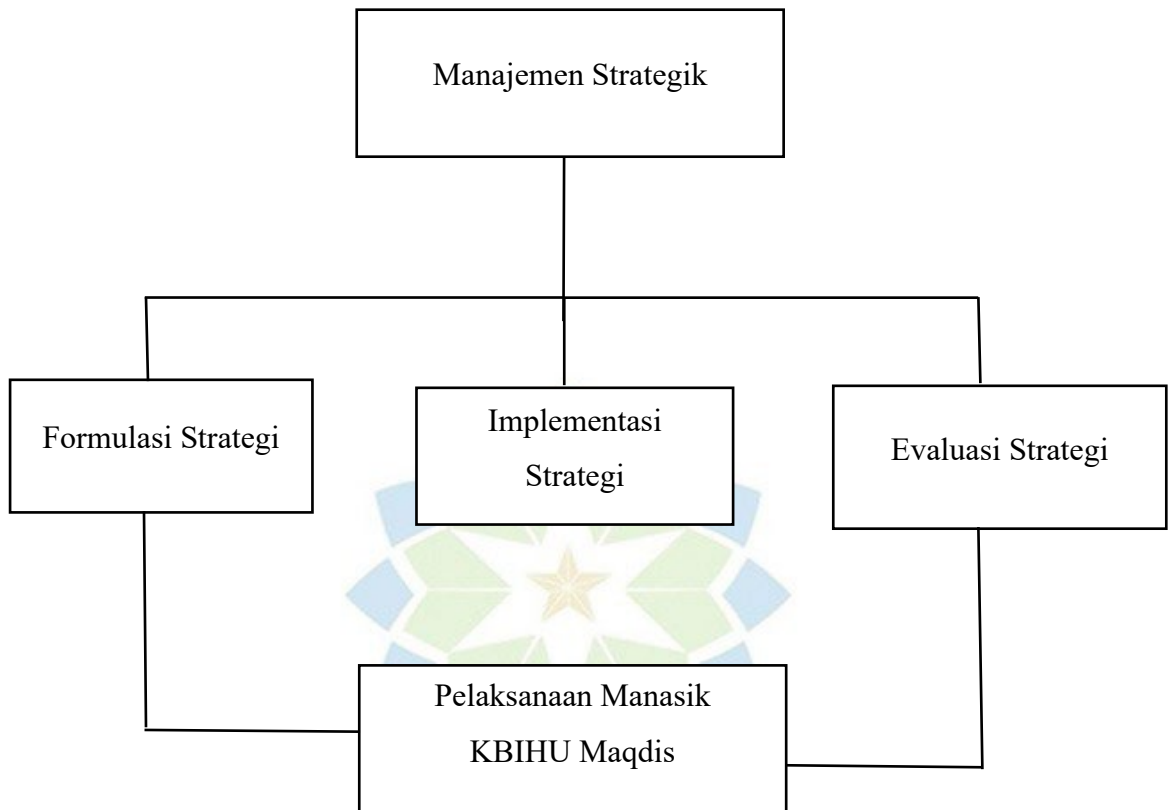 Manajemen Strategik
Formulasi Strategi
Implementasi
Strategi
Evaluasi Strategi
Pelaksanaan Manasik
KBIHU Maqdis